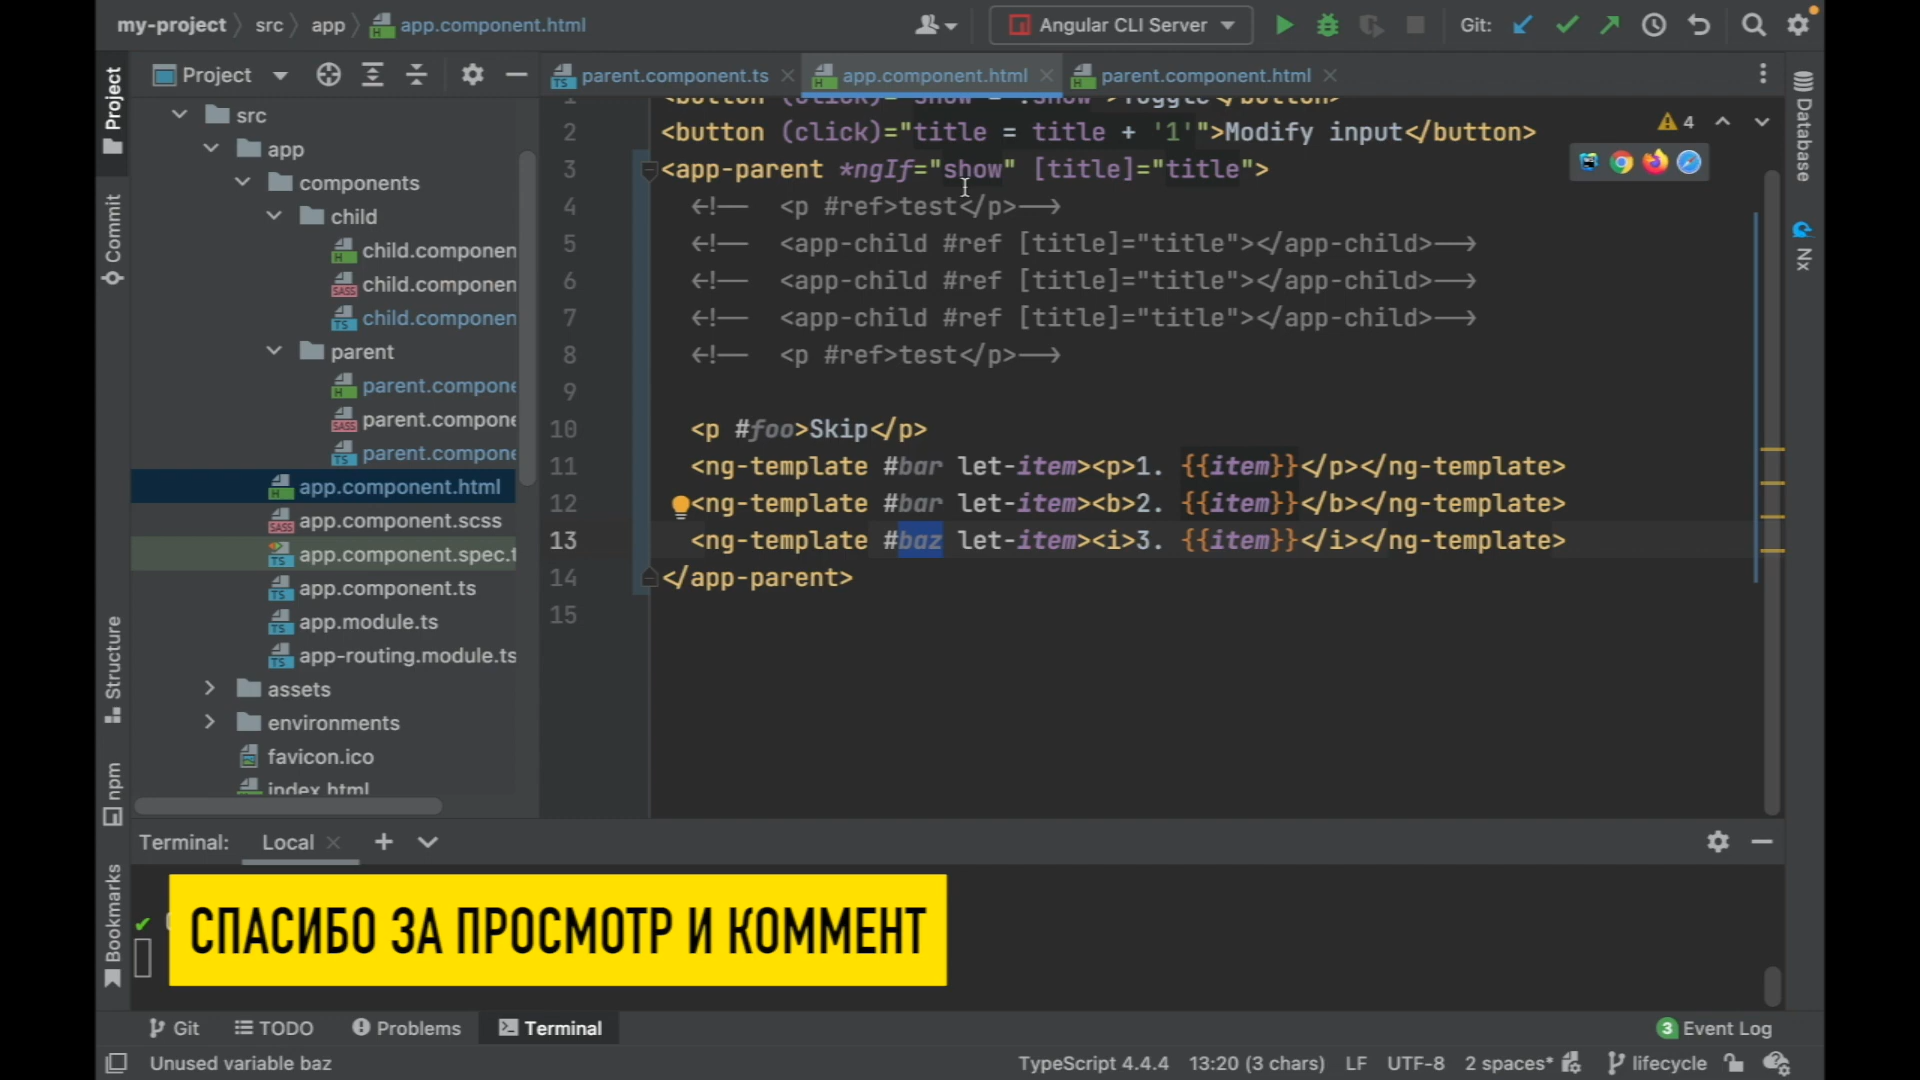 my-project
src
app
app.component.html
Angular CLI Server
Git:
Project
parent.component.ts
app.component.html
parent.component.html
Project
Commit
Structure
npm
Bookmarks
Database
Nx
src
app
components
child
child.componen
child.componen
child.componen
parent
parent.compone
parent.compone
parent.compone
app.component.html
app.component.scss
app.component.spec.t
app.component.ts
app.module.ts
app-routing.module.ts
assets
environments
favicon.ico
index.html
1 <button (click)="show = !show">Toggle</button>
2 <button (click)="title = title + '1'">Modify input</button>
4
3 <app-parent *ngIf="show" [title]="title">
4 <!-- <p #ref>test</p>-->
5 <!-- <app-child #ref [title]="title"></app-child>-->
6 <!-- <app-child #ref [title]="title"></app-child>-->
7 <!-- <app-child #ref [title]="title"></app-child>-->
8 <!-- <p #ref>test</p>-->
9
10 <p #foo>Skip</p>
11 <ng-template #bar let-item><p>1. {{item}}</p></ng-template>
12 <ng-template #bar let-item><b>2. {{item}}</b></ng-template>
13 <ng-template #baz let-item><i>3. {{item}}</i></ng-template>
14 </app-parent>
15
Terminal:
Local
СПАСИБО ЗА ПРОСМОТР И КОММЕНТ
Git
TODO
Problems
Terminal
3 Event Log
Unused variable baz
TypeScript 4.4.4
13:20 (3 chars)
LF
UTF-8
2 spaces*
lifecycle